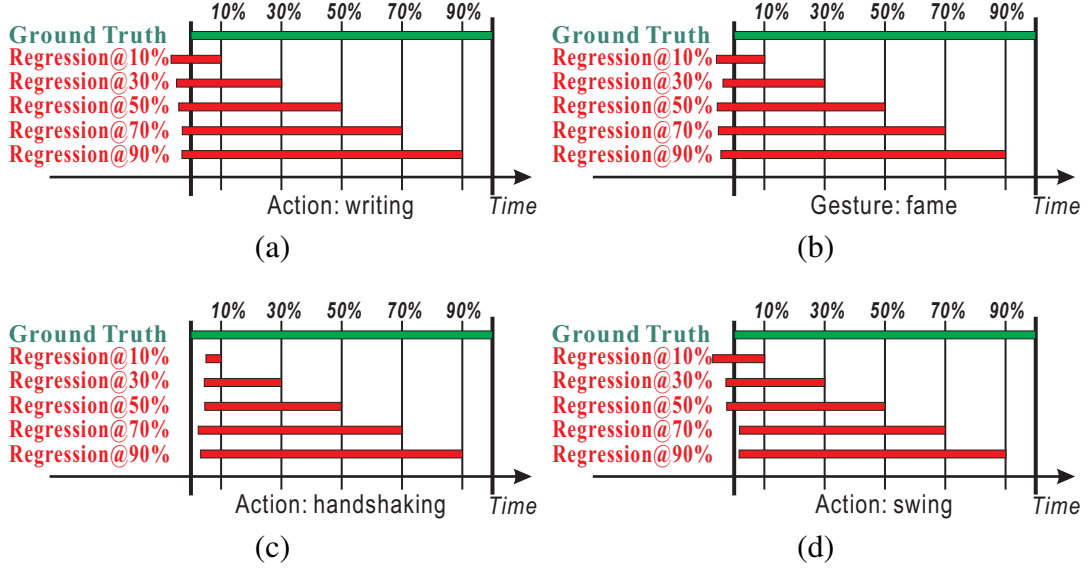 10% 30% 50% 70% 90%
Ground Truth
Regression@10%
Regression@30%
Regression@50%
Regression@70%
Regression@90%
Action: writing Time
(a)
10% 30% 50% 70% 90%
Ground Truth
Regression@10%
Regression@30%
Regression@50%
Regression@70%
Regression@90%
Gesture: fame Time
(b)
10% 30% 50% 70% 90%
Ground Truth
Regression@10%
Regression@30%
Regression@50%
Regression@70%
Regression@90%
Action: handshaking Time
(c)
10% 30% 50% 70% 90%
Ground Truth
Regression@10%
Regression@30%
Regression@50%
Regression@70%
Regression@90%
Action: swing Time
(d)